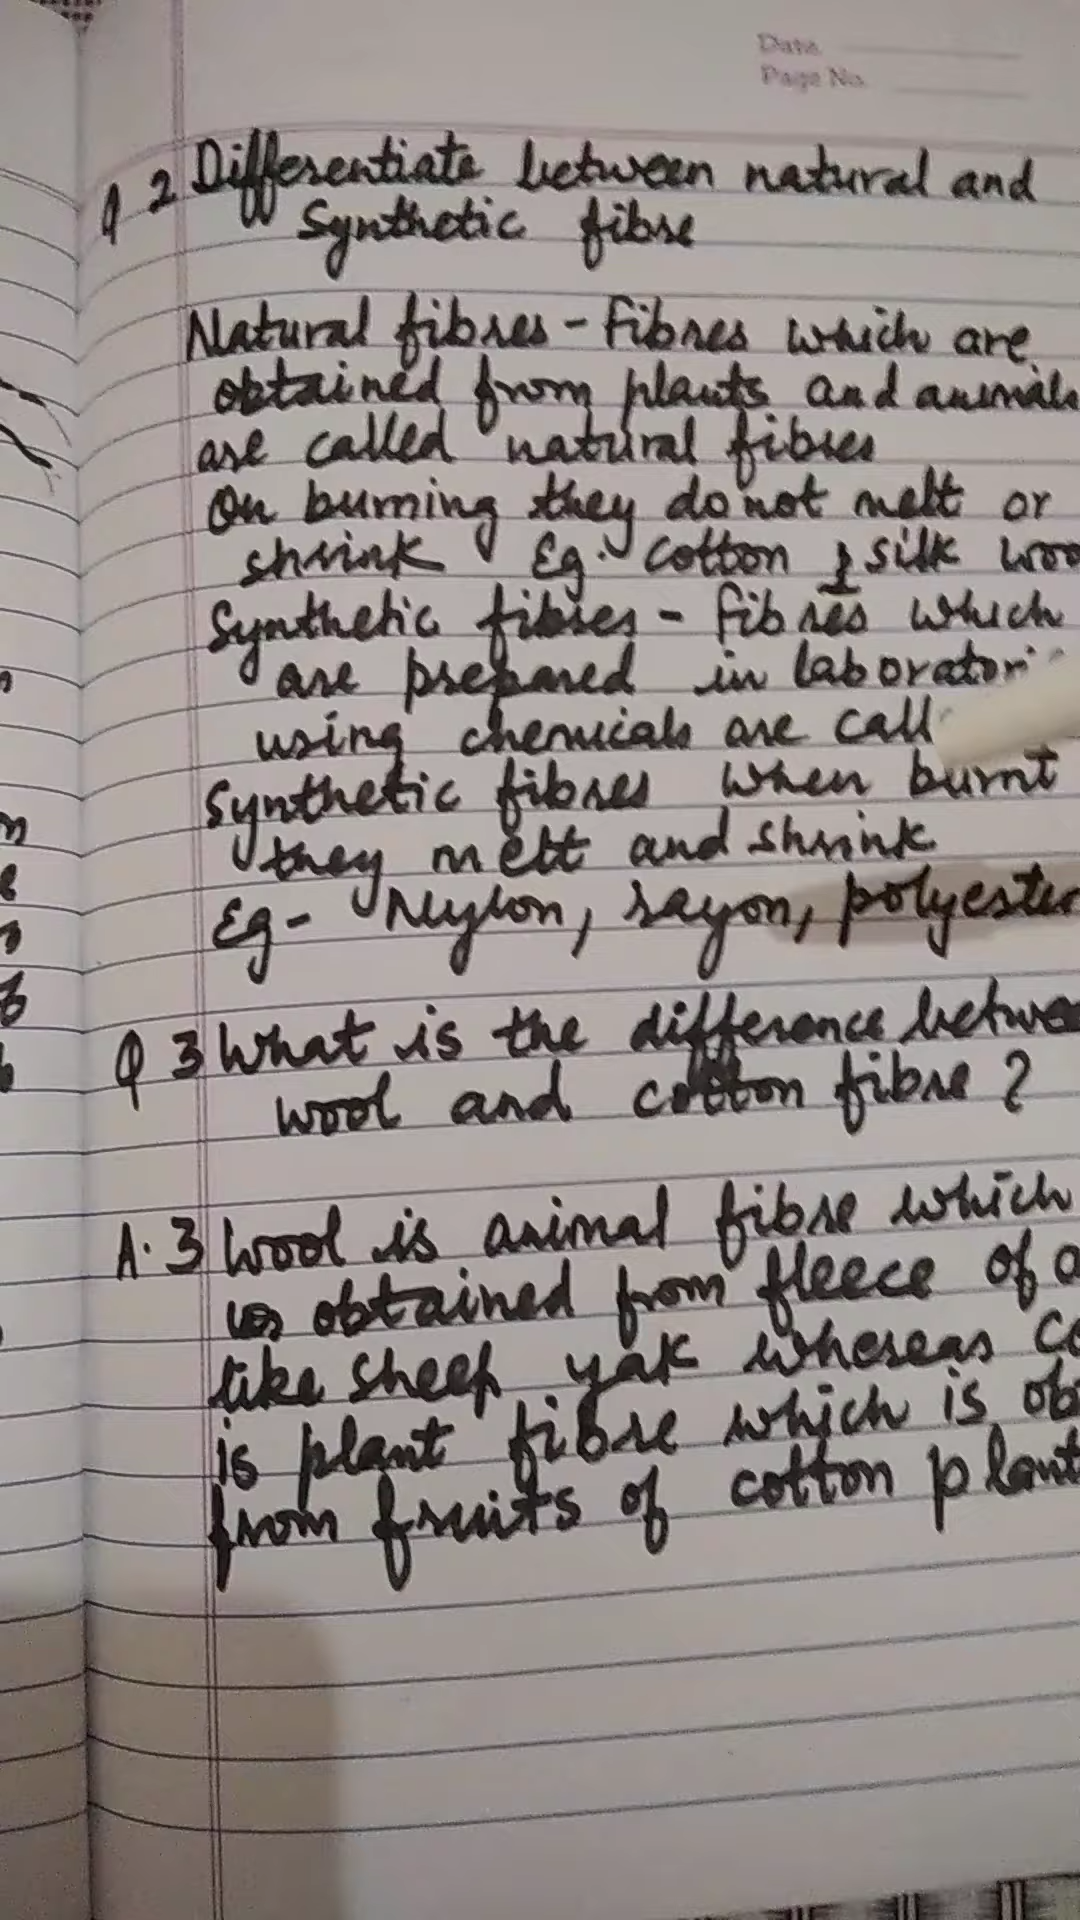 Date
Page No.
Q 2 Differentiate between natural and
Synthetic fibre
Natural fibres - Fibres which are
obtained from plants and animals
are called natural fibres
On burning they do not melt or
shrink Eg. cotton, silk woo
Synthetic fibres - fibres which
are prepared in laboratori
using chemicals are call
synthetic fibres when burnt
they melt and shrink
Eg- Nylon, rayon, polyester
Q 3 What is the difference betwee
wool and cotton fibre ?
A. 3 Wool is animal fibre which
is obtained from fleece of a
like sheep yak whereas co
is plant fibre which is ob
from fruits of cotton plant